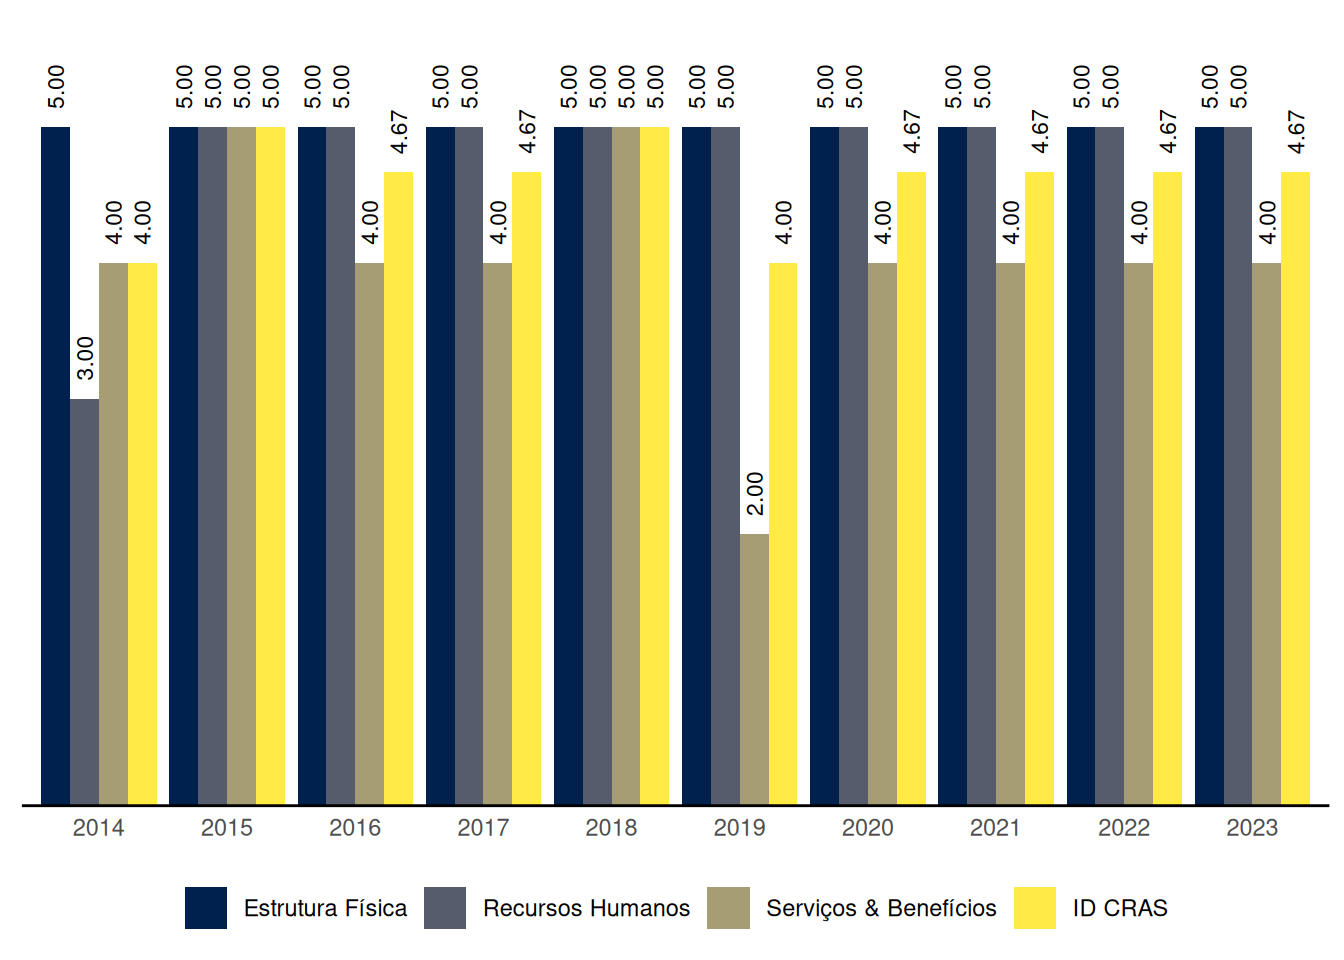 5.00 3.00 4.00 4.00 5.00 5.00 5.00 5.00 5.00 5.00 4.00 4.67 5.00 5.00 4.00 4.67 5.00 5.00 5.00 5.00 5.00 5.00 2.00 4.00 5.00 5.00 4.00 4.67 5.00 5.00 4.00 4.67 5.00 5.00 4.00 4.67 5.00 5.00 4.00 4.67
2014 2015 2016 2017 2018 2019 2020 2021 2022 2023
Estrutura Física Recursos Humanos Serviços & Benefícios ID CRAS